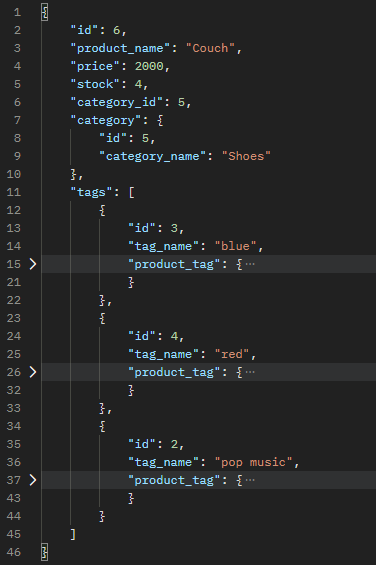 1 {
2     "id": 6,
3     "product_name": "Couch",
4     "price": 2000,
5     "stock": 4,
6     "category_id": 5,
7     "category": {
8         "id": 5,
9         "category_name": "Shoes"
10     },
11     "tags": [
12         {
13             "id": 3,
14             "tag_name": "blue",
15             "product_tag": {⋯
21             }
22         },
23         {
24             "id": 4,
25             "tag_name": "red",
26             "product_tag": {⋯
32             }
33         },
34         {
35             "id": 2,
36             "tag_name": "pop music",
37             "product_tag": {⋯
43             }
44         }
45     ]
46 }